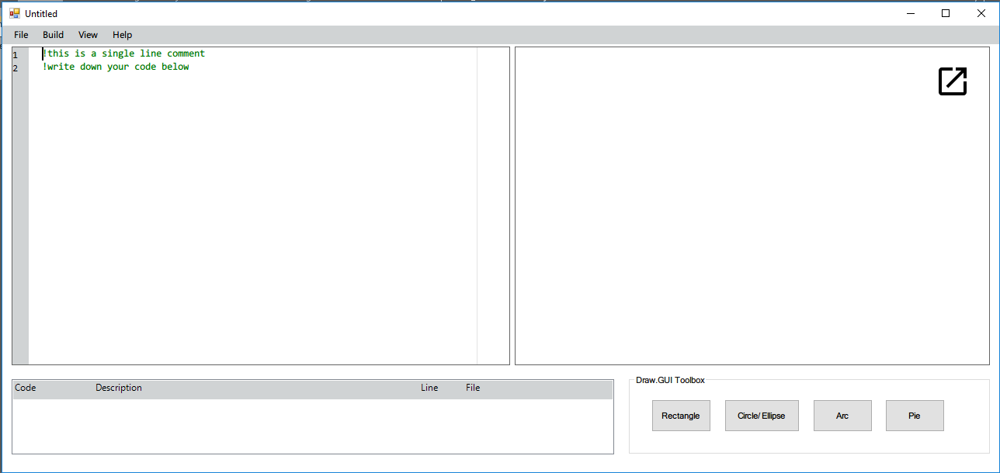 Untitled
File Build View Help
1 !this is a single line comment
2 !write down your code below
Code Description Line File
Draw.GUI Toolbox
Rectangle Circle/ Ellipse Arc Pie